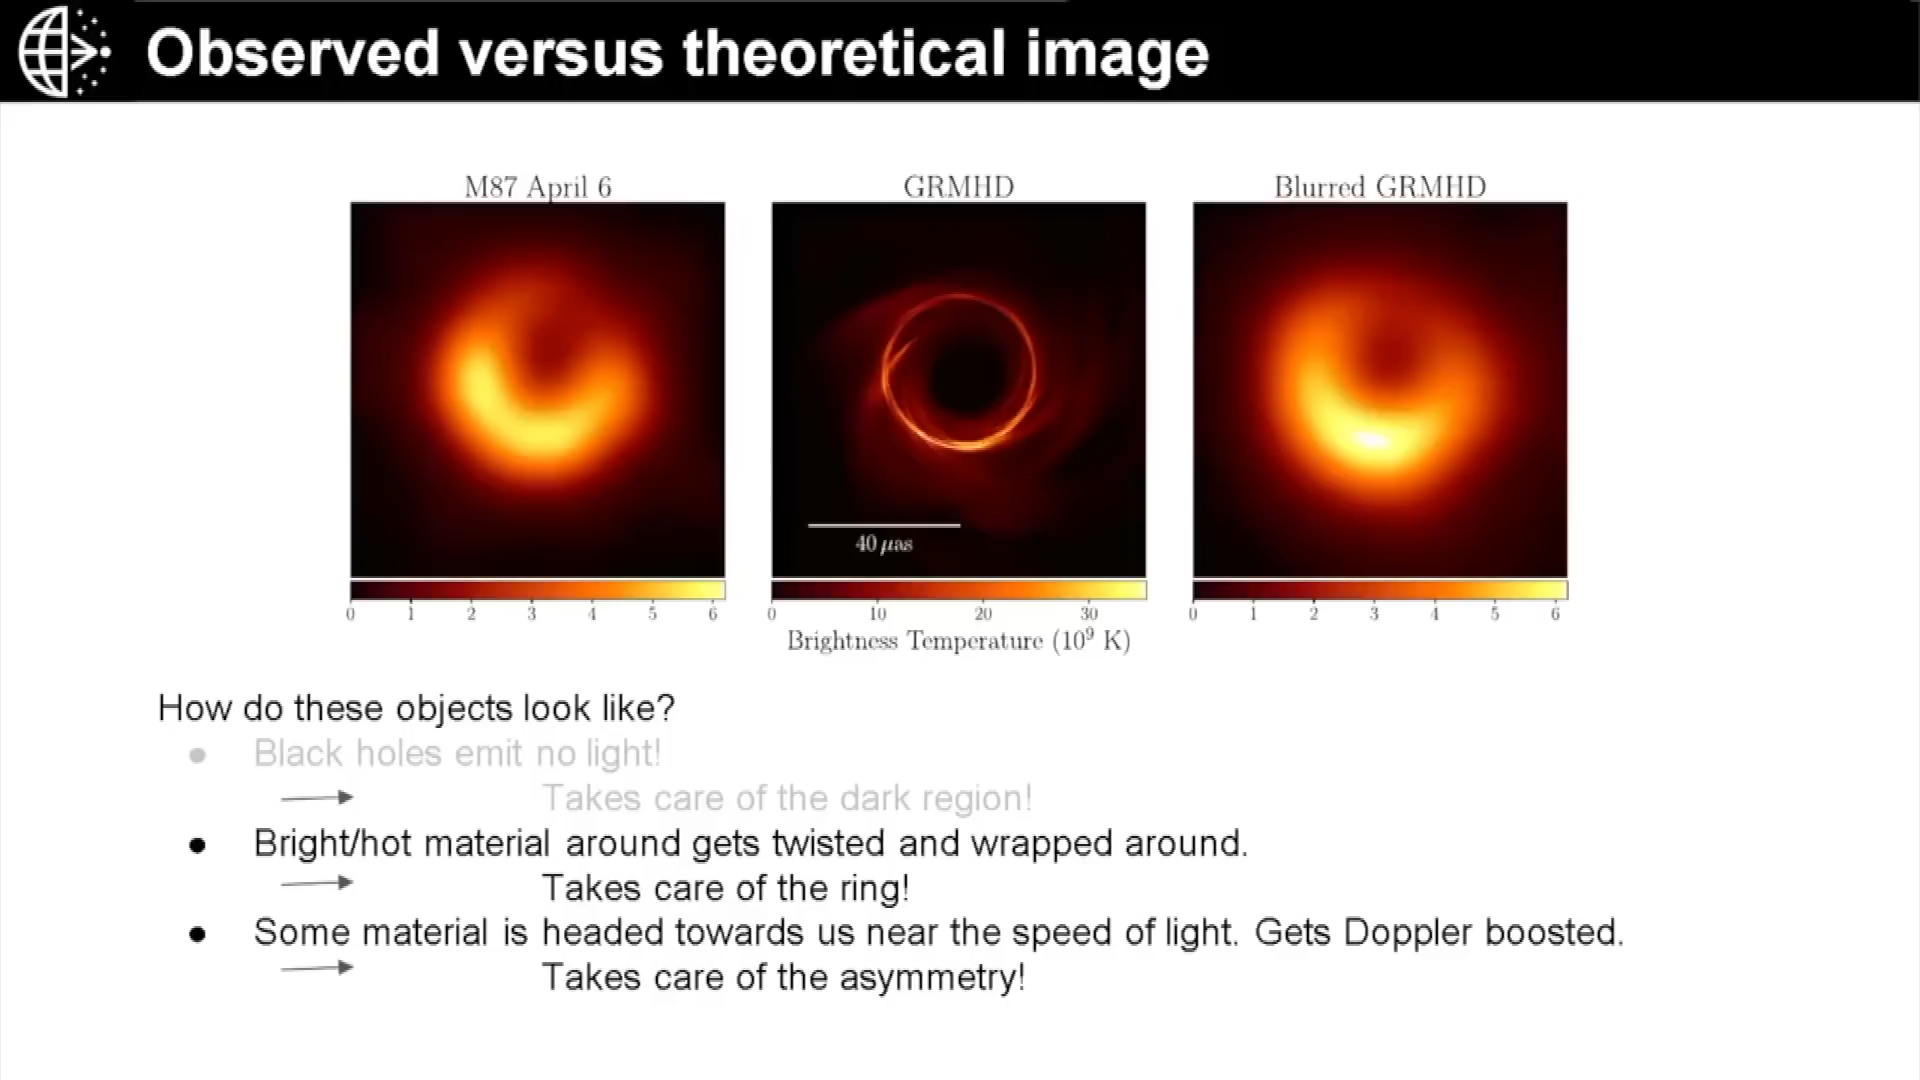 Observed versus theoretical image
M87 April 6
GRMHD
Blurred GRMHD
40 μas
0 1 2 3 4 5 6
0 10 20 30
0 1 2 3 4 5 6
Brightness Temperature (10⁹ K)
How do these objects look like?
● Black holes emit no light!
Takes care of the dark region!
● Bright/hot material around gets twisted and wrapped around.
Takes care of the ring!
● Some material is headed towards us near the speed of light. Gets Doppler boosted.
Takes care of the asymmetry!